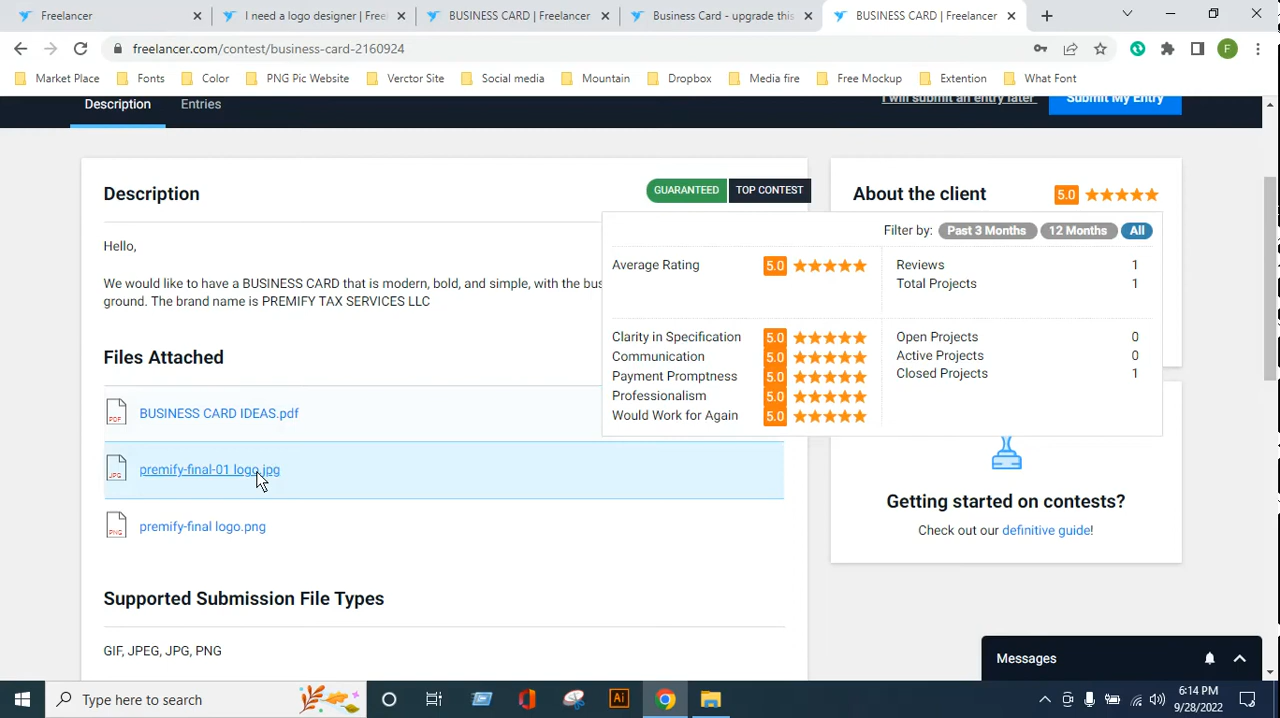 Freelancer
I need a logo designer | Free
BUSINESS CARD | Freelancer
Business Card - upgrade this
BUSINESS CARD | Freelancer
freelancer.com/contest/business-card-2160924
F
Market Place
Fonts
Color
PNG Pic Website
Verctor Site
Social media
Mountain
Dropbox
Media fire
Free Mockup
Extention
What Font
Description
Entries
I will submit an entry later
Submit My Entry
Description
GUARANTEED
TOP CONTEST
Hello,
We would like to have a BUSINESS CARD that is modern, bold, and simple, with the bus
ground. The brand name is PREMIFY TAX SERVICES LLC
Files Attached
PDF
BUSINESS CARD IDEAS.pdf
JPG
premify-final-01 logo.jpg
PNG
premify-final logo.png
Supported Submission File Types
GIF, JPEG, JPG, PNG
About the client
5.0
Filter by:
Past 3 Months
12 Months
All
Average Rating
5.0
Reviews
1
Total Projects
1
Clarity in Specification
5.0
Communication
5.0
Payment Promptness
5.0
Professionalism
5.0
Would Work for Again
5.0
Open Projects
0
Active Projects
0
Closed Projects
1
Getting started on contests?
Check out our definitive guide!
Messages
Type here to search
Ai
6:14 PM
9/28/2022